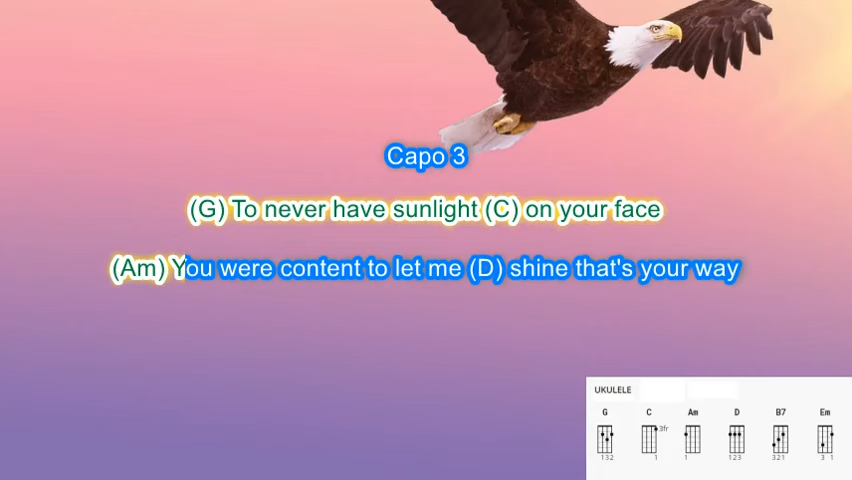 Capo 3
(G) To never have sunlight (C) on your face
(Am) You were content to let me (D) shine that's your way
UKULELE
G C Am D B7 Em
3fr
132 1 1 123 321 3 1